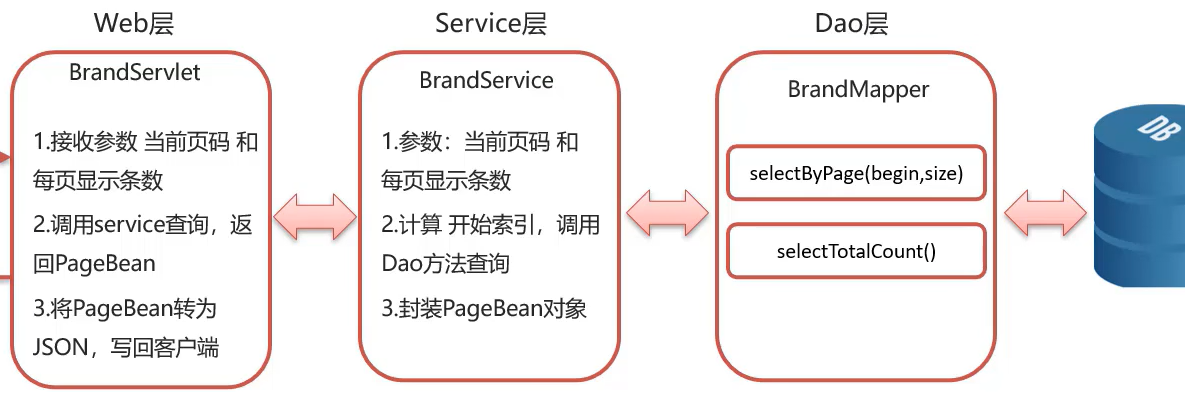 Web层
BrandServlet
1.接收参数 当前页码 和
每页显示条数
2.调用service查询，返
回PageBean
3.将PageBean转为
JSON，写回客户端
Service层
BrandService
1.参数：当前页码 和
每页显示条数
2.计算 开始索引，调用
Dao方法查询
3.封装PageBean对象
Dao层
BrandMapper
selectByPage(begin,size)
selectTotalCount()
DB